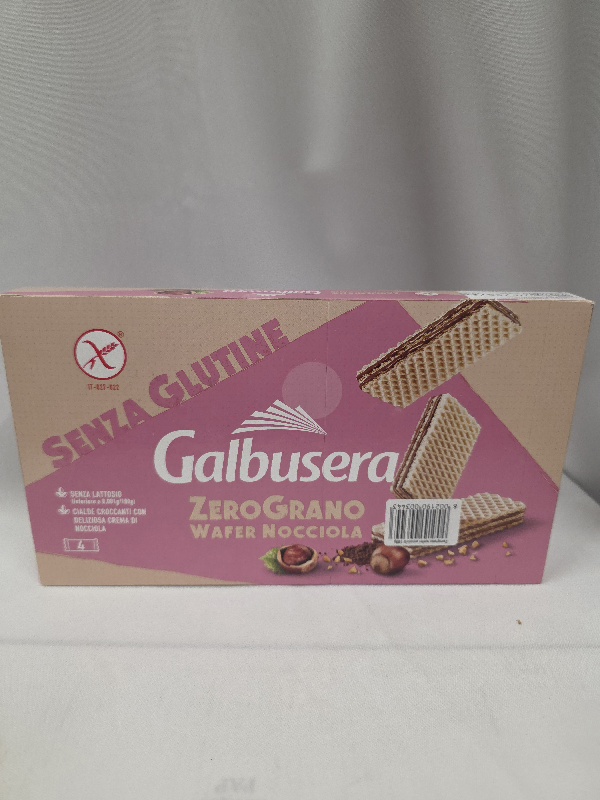 SENZA GLUTINE
Galbusera
ZEROGRANO
WAFER NOCCIOLA
SENZA LATTOSIO
CIALDE CROCCANTI CON
DELIZIOSA CREMA DI
NOCCIOLA
4